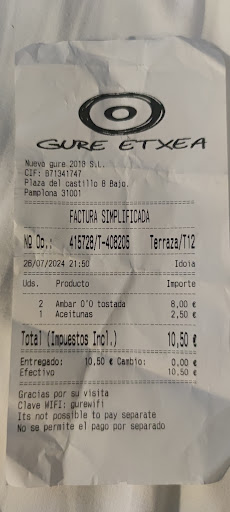 GURE ETXEA
Nueva gure 2018 S.L.
CIF: B71341747
Plaza del castillo 8 Bajo.
Pamplona 31001
FACTURA SIMPLIFICADA
Nº Op.: 415728/T-408205 Terraza/T12
26/07/2024 21:50 Idoia
Uds. Producto Importe
2 Ambar 0'0 tostada 8,00 €
1 Aceitunas 2,50 €
Total (Impuestos Incl.) 10,50 €
Entregado: 10,50 € Cambio: 0,00 €
Efectivo 10,50 €
Gracias por su visita
Clave WIFI: gurewifi
Its not possible to pay separate
No se permite el pago por separado